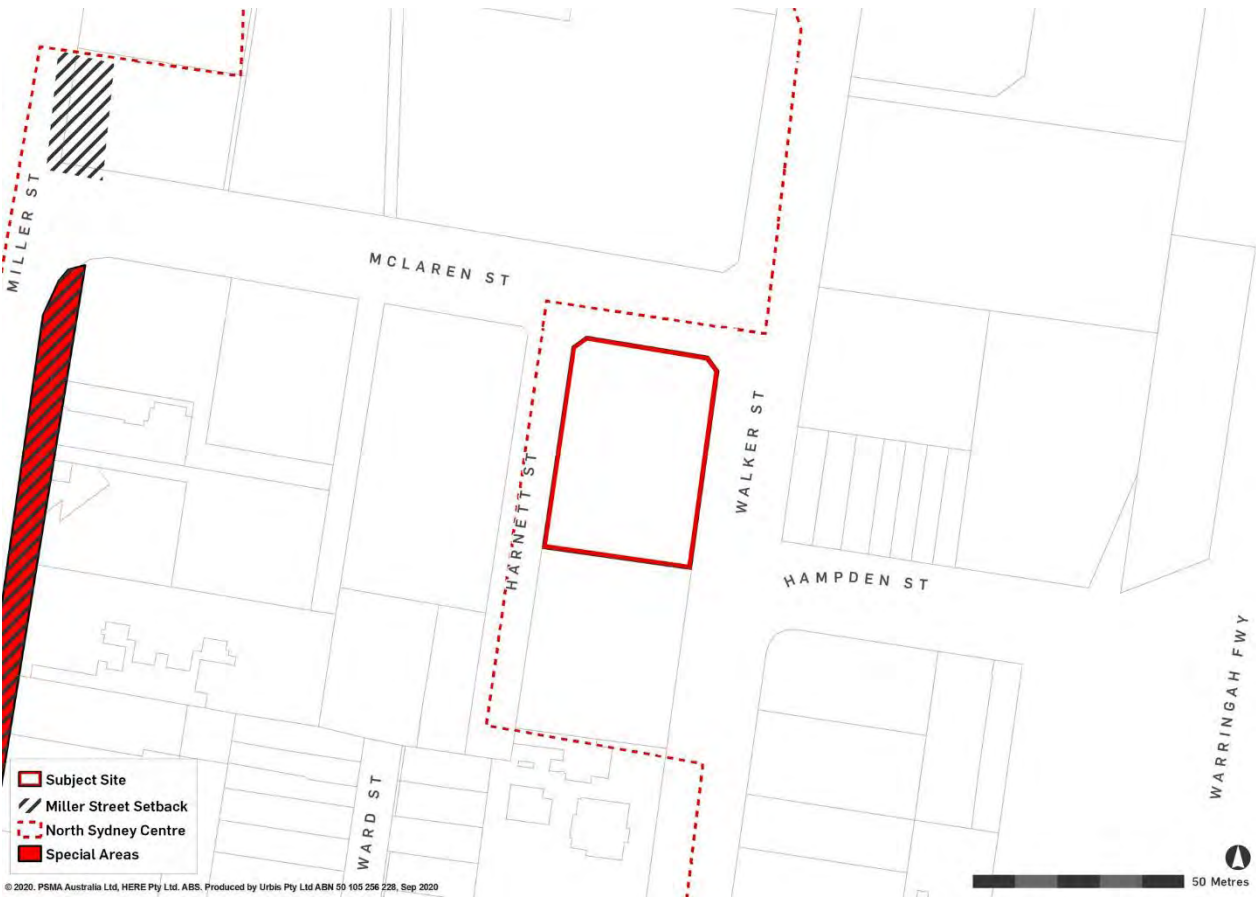 MILLER ST
MCLAREN ST
HARNETT ST
WALKER ST
HAMPDEN ST
WARRINGAH FWY
WARD ST
Subject Site
Miller Street Setback
North Sydney Centre
Special Areas
50 Metres
© 2020. PSMA Australia Ltd, HERE Pty Ltd. ABS. Produced by Urbis Pty Ltd ABN 50 105 256 228, Sep 2020